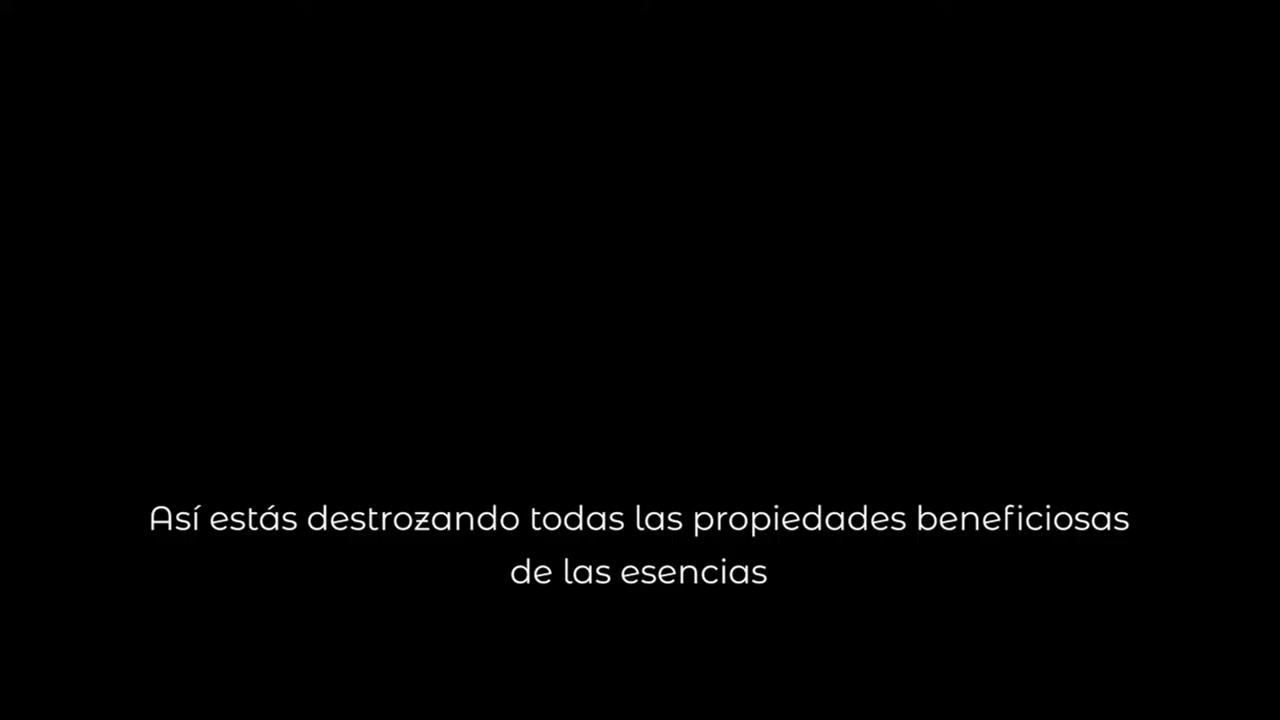 Así estás destrozando todas las propiedades beneficiosas
de las esencias